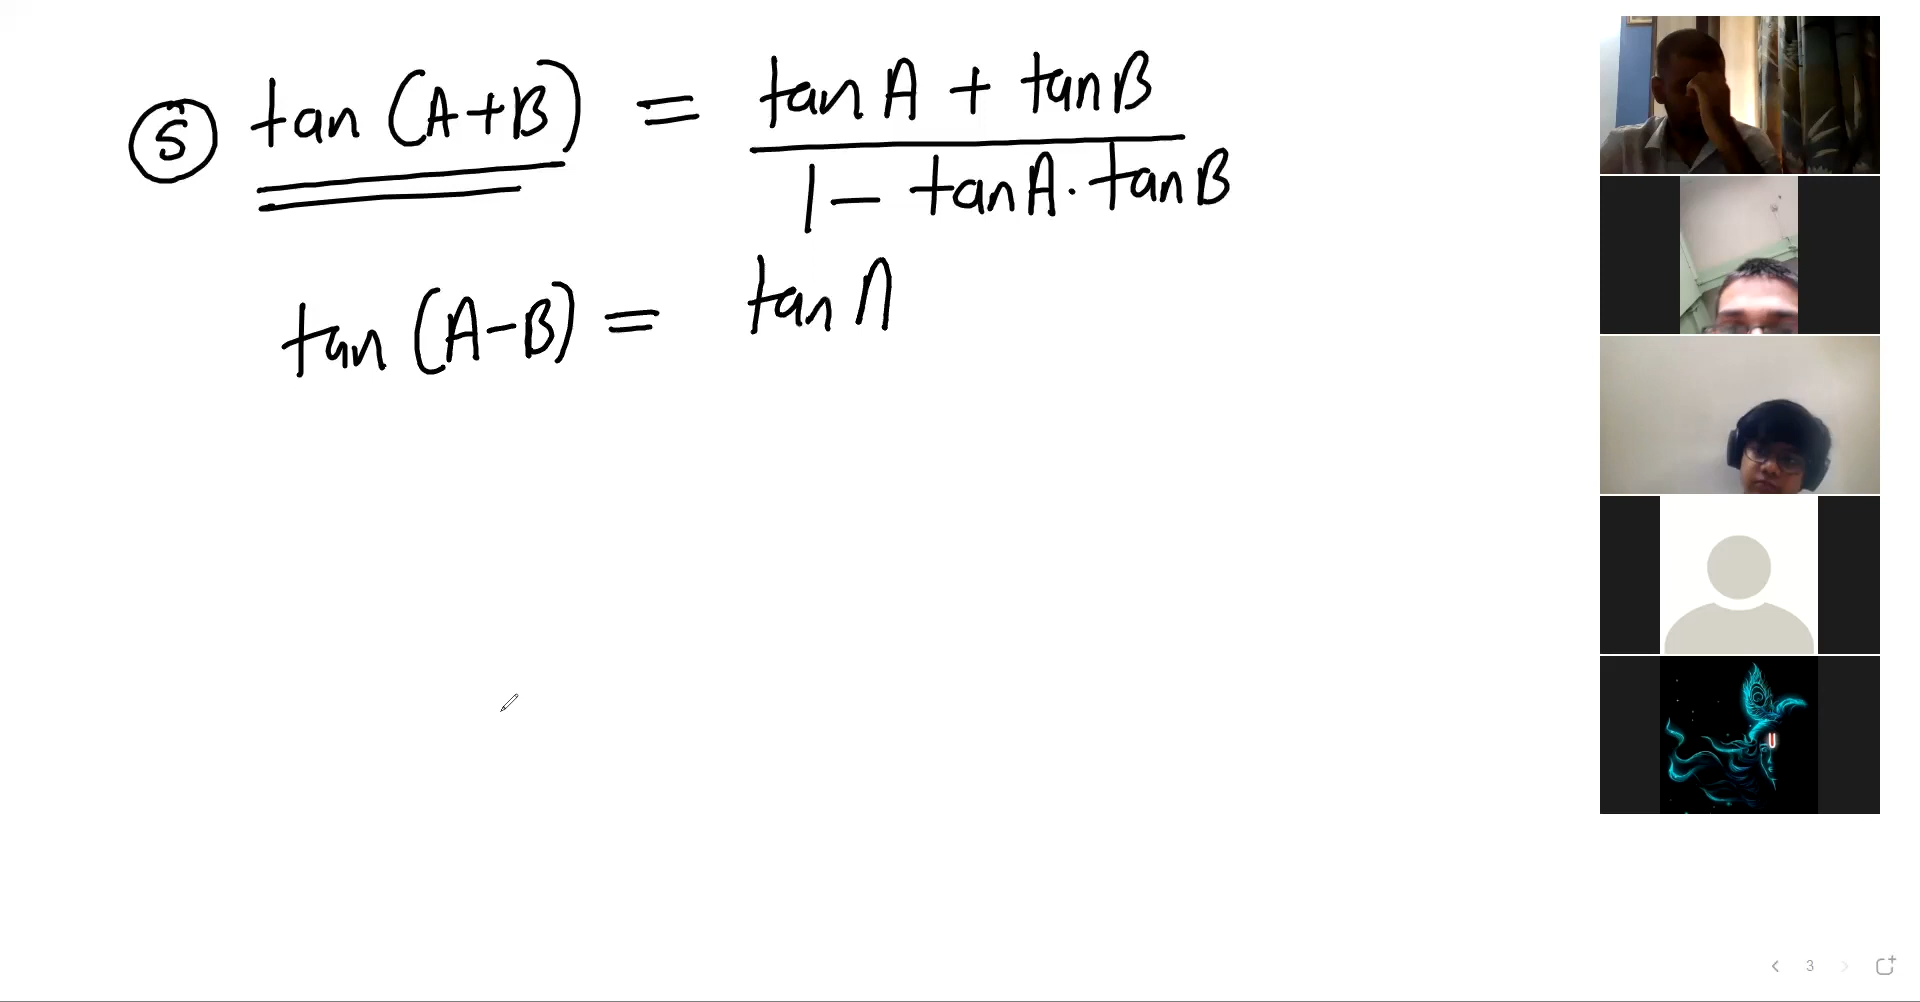 ⑤ tan (A+B) = tan A + tan B / 1 - tan A . tan B
tan (A-B) = tan A
3